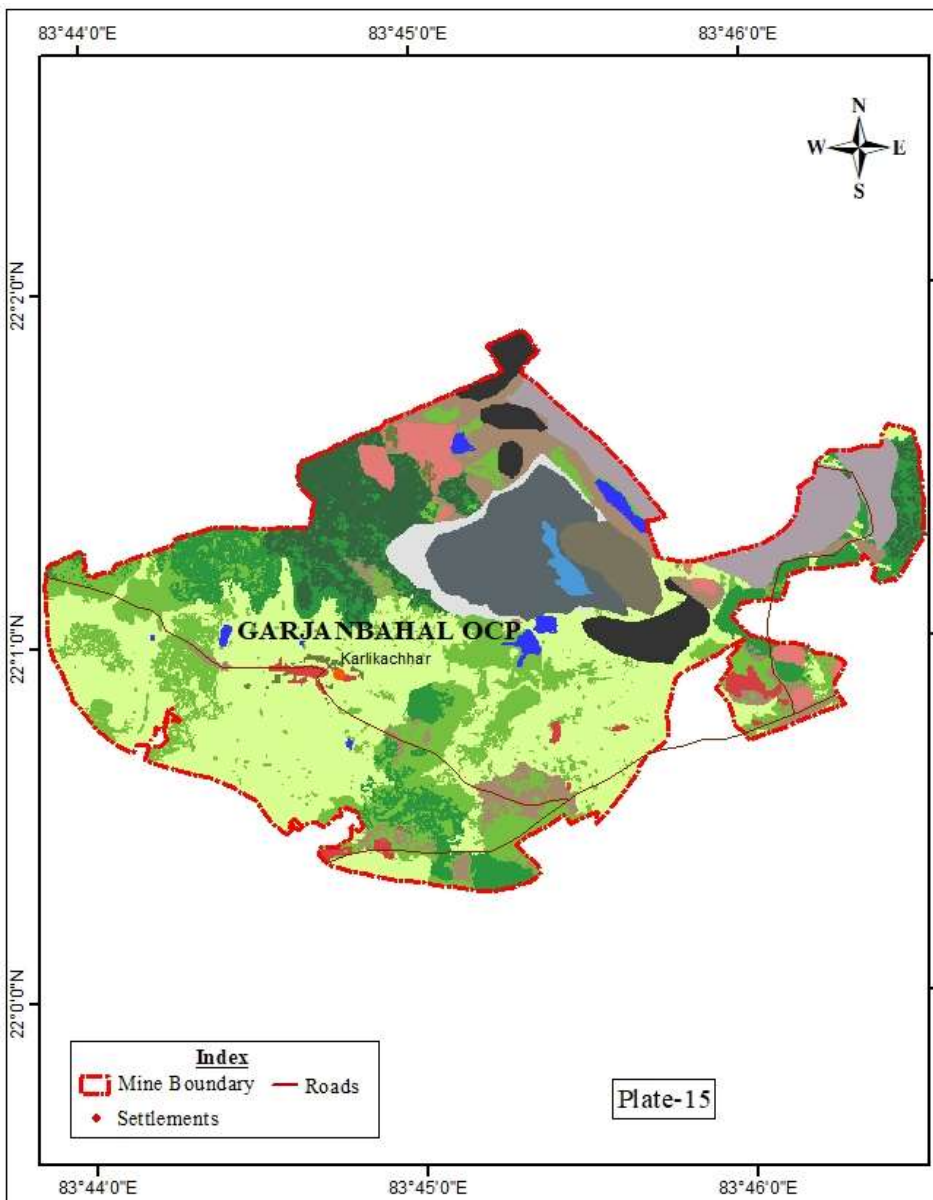 83°44'0"E 83°45'0"E 83°46'0"E
N
W E
S
22°2'0"N
22°1'0"N
GARJANBAHAL OCP
Karlikachhar
22°0'0"N
Index
Mine Boundary Roads
Settlements
Plate-15
83°44'0"E 83°45'0"E 83°46'0"E